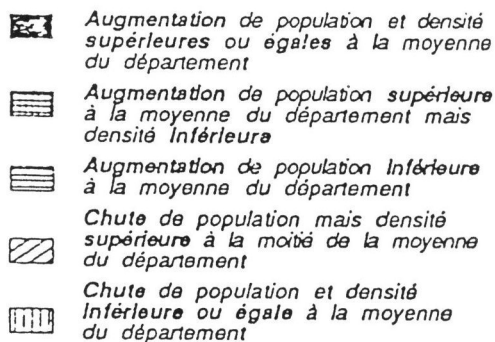 Augmentation de population et densité
supérieures ou égales à la moyenne
du département
Augmentation de population supérieure
à la moyenne du département mais
densité Inférieure
Augmentation de population Inférieure
à la moyenne du département
Chute de population mais densité
supérieure à la moitié de la moyenne
du département
Chute de population et densité
Inférieure ou égale à la moyenne
du département